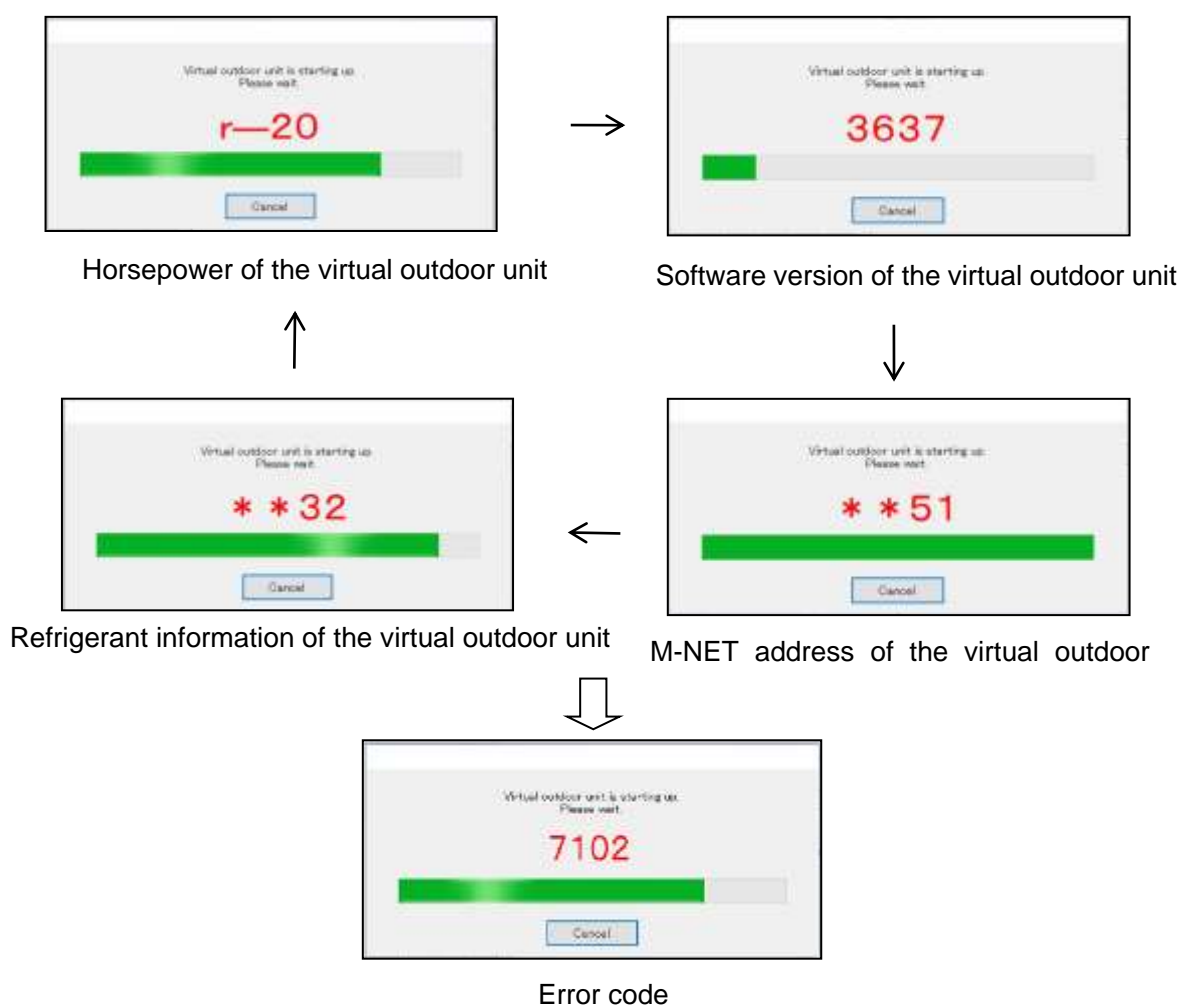 Virtual outdoor unit is starting up.
Please wait.
r—20
Cancel
Horsepower of the virtual outdoor unit
Virtual outdoor unit is starting up.
Please wait.
3637
Cancel
Software version of the virtual outdoor unit
Virtual outdoor unit is starting up.
Please wait.
**32
Cancel
Refrigerant information of the virtual outdoor unit
Virtual outdoor unit is starting up.
Please wait.
**51
Cancel
M-NET address of the virtual outdoor
Virtual outdoor unit is starting up.
Please wait.
7102
Cancel
Error code